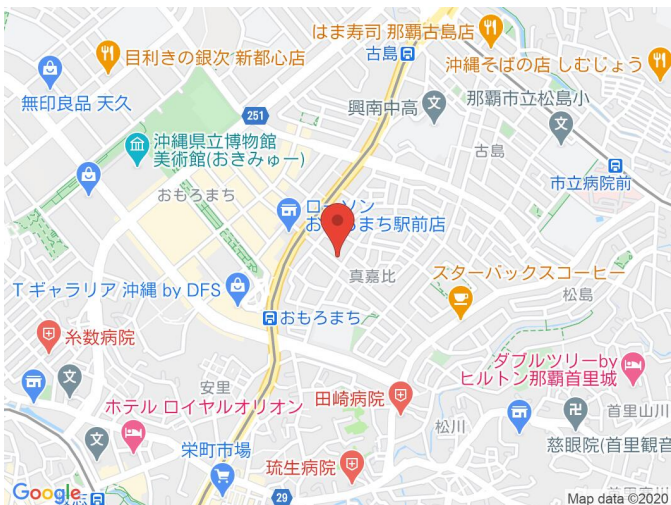 はま寿司 那覇古島店
目利きの銀次 新都心店
古島
沖縄そばの店 しむじょう
無印良品 天久
251
興南中高
那覇市立松島小
沖縄県立博物館
美術館(おきみゅー)
古島
市立病院前
おもろまち
ローソン
おもろまち駅前店
真嘉比
スターバックスコーヒー
T ギャラリア 沖縄 by DFS
松島
おもろまち
糸数病院
ダブルツリーby
ヒルトン那覇首里城
安里
田崎病院
ホテル ロイヤルオリオン
首里山川
松川
栄町市場
慈眼院(首里観音
琉生病院
29
Google
Map data ©2020